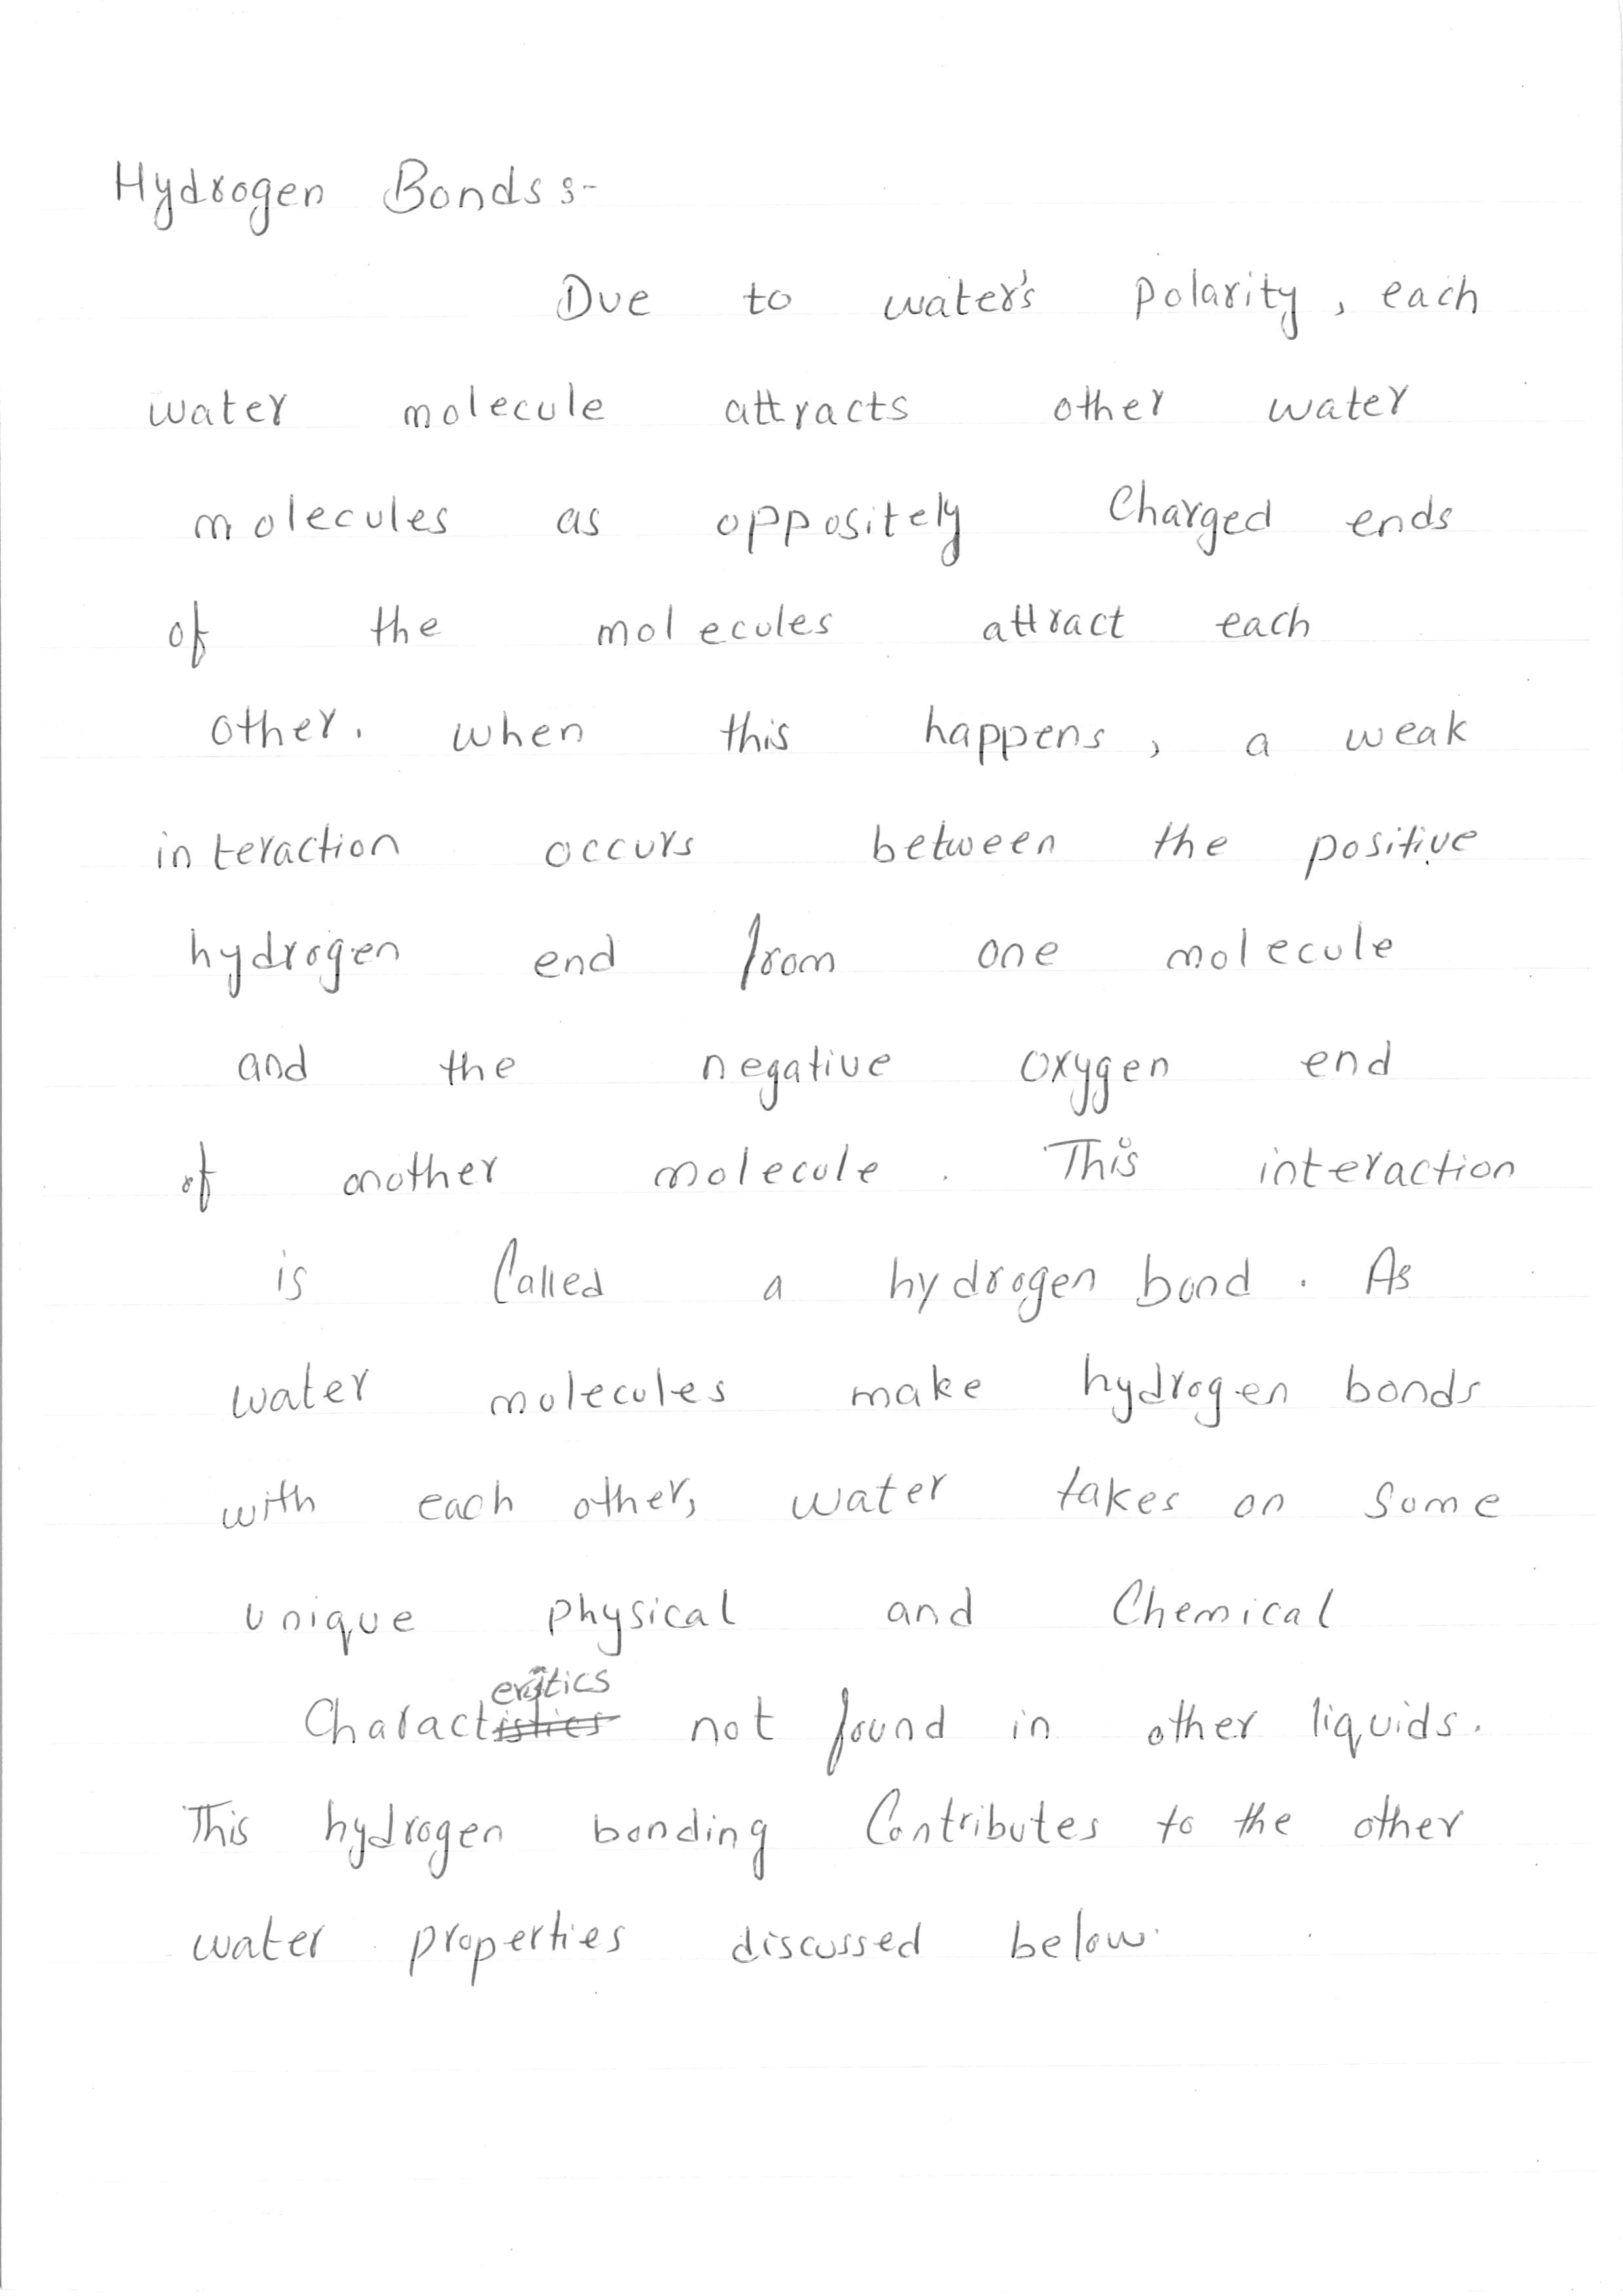 Hydrogen Bonds:-
Due to water's polarity, each
water molecule attracts other water
molecules as oppositely Charged ends
of the molecules attract each
other. when this happens, a weak
interaction occurs between the positive
hydrogen end from one molecule
and the negative oxygen end
of another molecule. This interaction
is Called a hydrogen bond. As
water molecules make hydrogen bonds
with each other, water takes on some
unique physical and Chemical
Characteristics not found in other liquids.
This hydrogen bonding Contributes to the other
water properties discussed below.